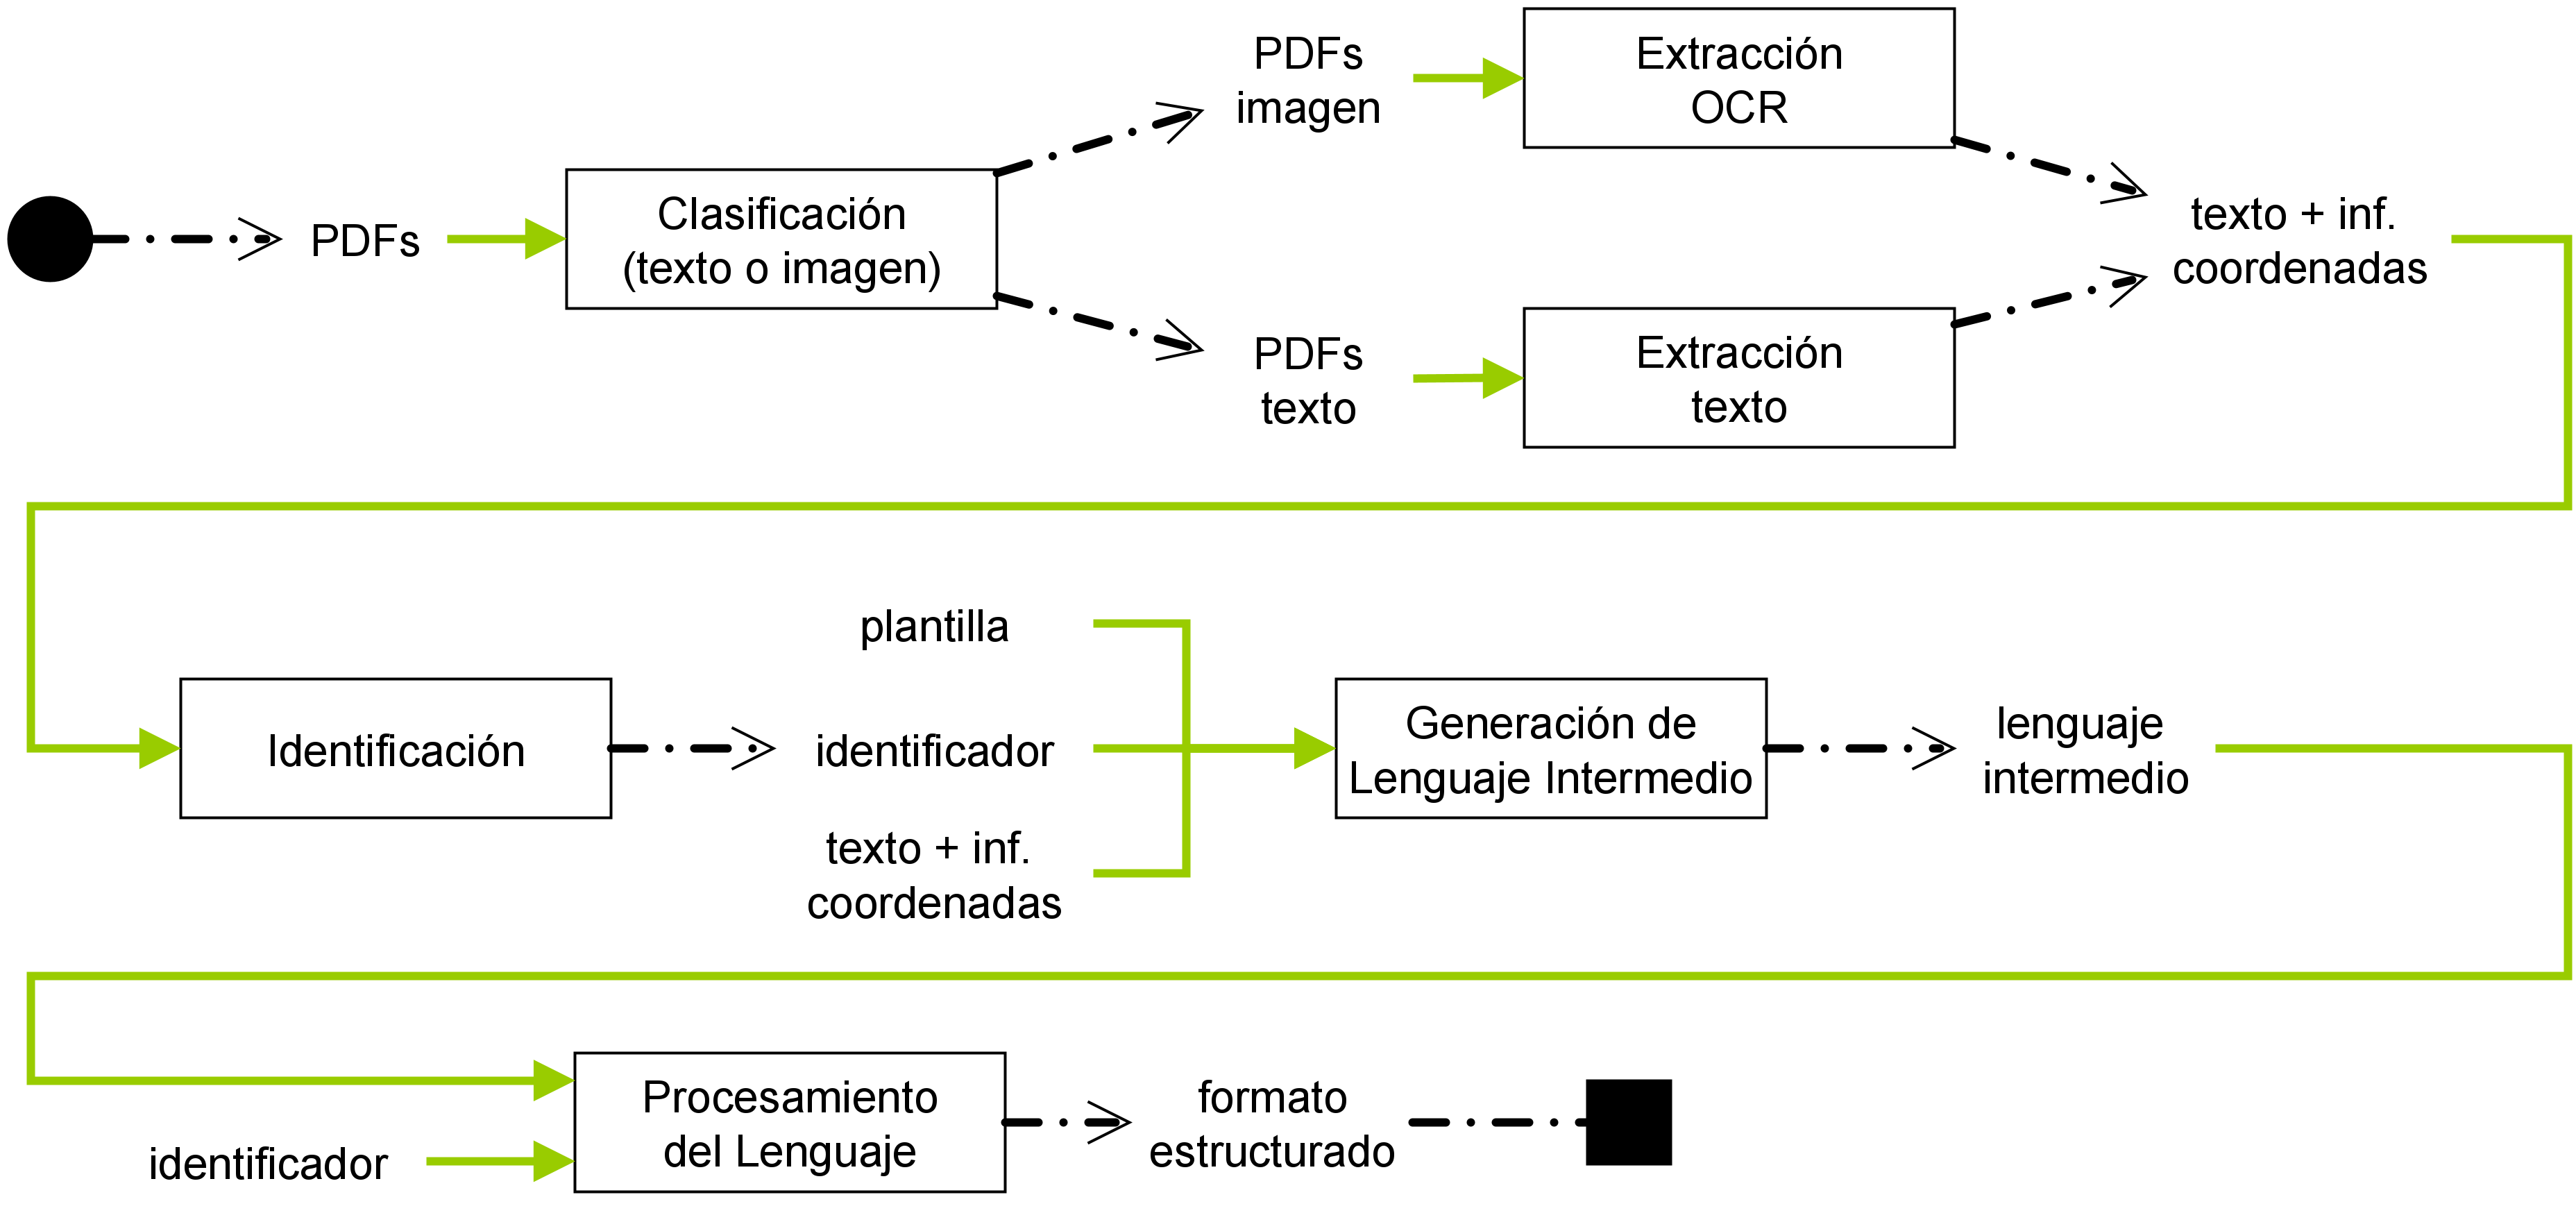 PDFs
Clasificación
(texto o imagen)
PDFs
imagen
Extracción
OCR
PDFs
texto
Extracción
texto
texto + inf.
coordenadas
Identificación
plantilla
identificador
texto + inf.
coordenadas
Generación de
Lenguaje Intermedio
lenguaje
intermedio
identificador
Procesamiento
del Lenguaje
formato
estructurado